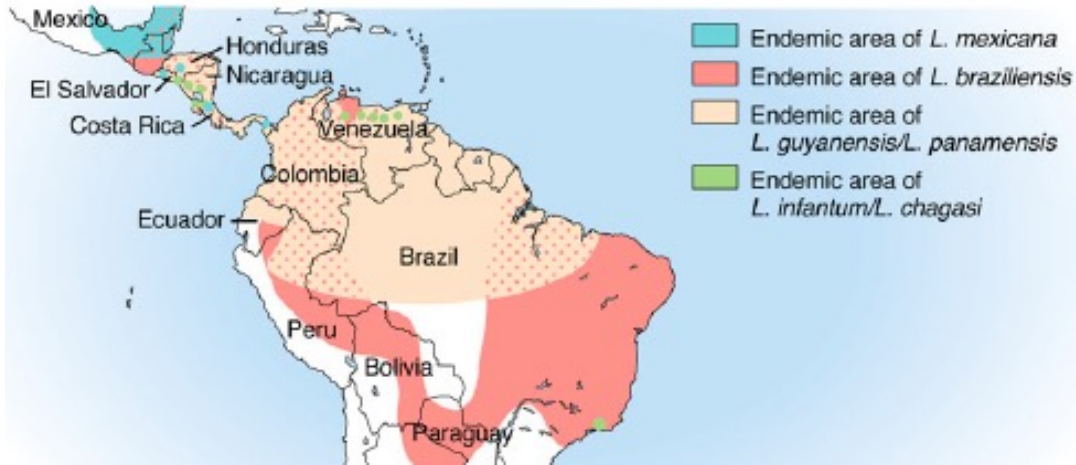 Mexico
Honduras
Nicaragua
El Salvador
Costa Rica
Venezuela
Colombia
Ecuador
Brazil
Peru
Bolivia
Paraguay
Endemic area of L. mexicana
Endemic area of L. braziliensis
Endemic area of
L. guyanensis/L. panamensis
Endemic area of
L. infantum/L. chagasi